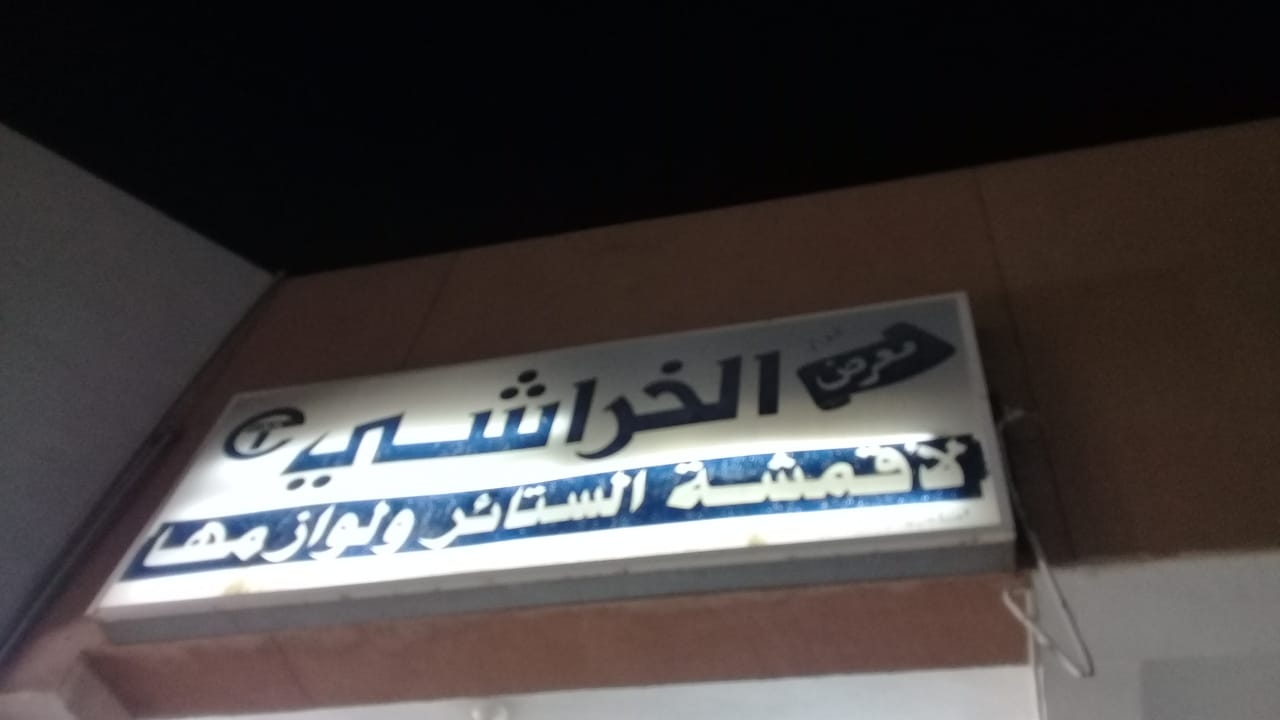 معرض الخراشي
لأقمشة الستائر ولوازمها